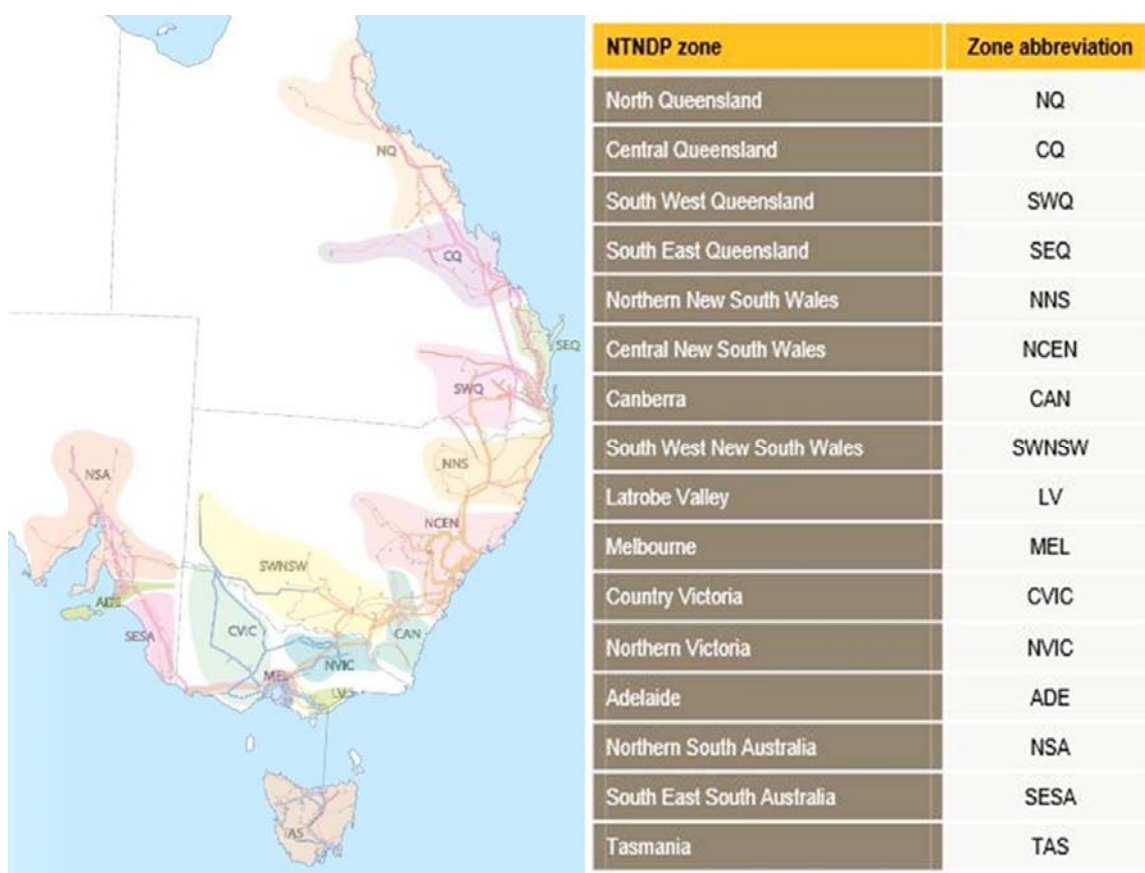 NQ
CQ
SEQ
SWQ
NNS
NSA
NCEN
SWNSW
ADE
SESA
CVIC
CAN
NVIC
MEL
LV
TAS
NTNDP zone Zone abbreviation
North Queensland NQ
Central Queensland CQ
South West Queensland SWQ
South East Queensland SEQ
Northern New South Wales NNS
Central New South Wales NCEN
Canberra CAN
South West New South Wales SWNSW
Latrobe Valley LV
Melbourne MEL
Country Victoria CVIC
Northern Victoria NVIC
Adelaide ADE
Northern South Australia NSA
South East South Australia SESA
Tasmania TAS